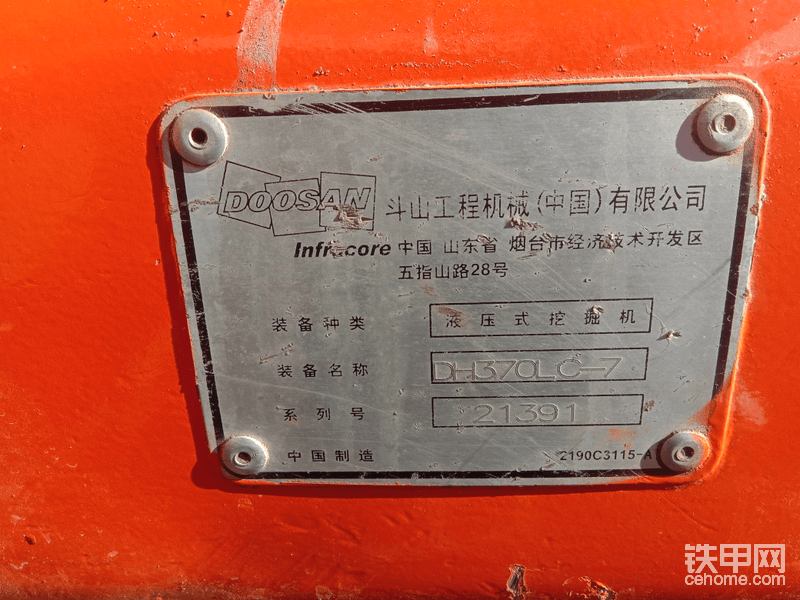 DOOSAN 斗山工程机械(中国)有限公司
Infracore 中国 山东省 烟台市经济技术开发区
五指山路28号
装备种类 液压式挖掘机
装备名称 DH370LC-7
系列号 21391
中国制造 2190C3115-A
铁甲网
cehome.com